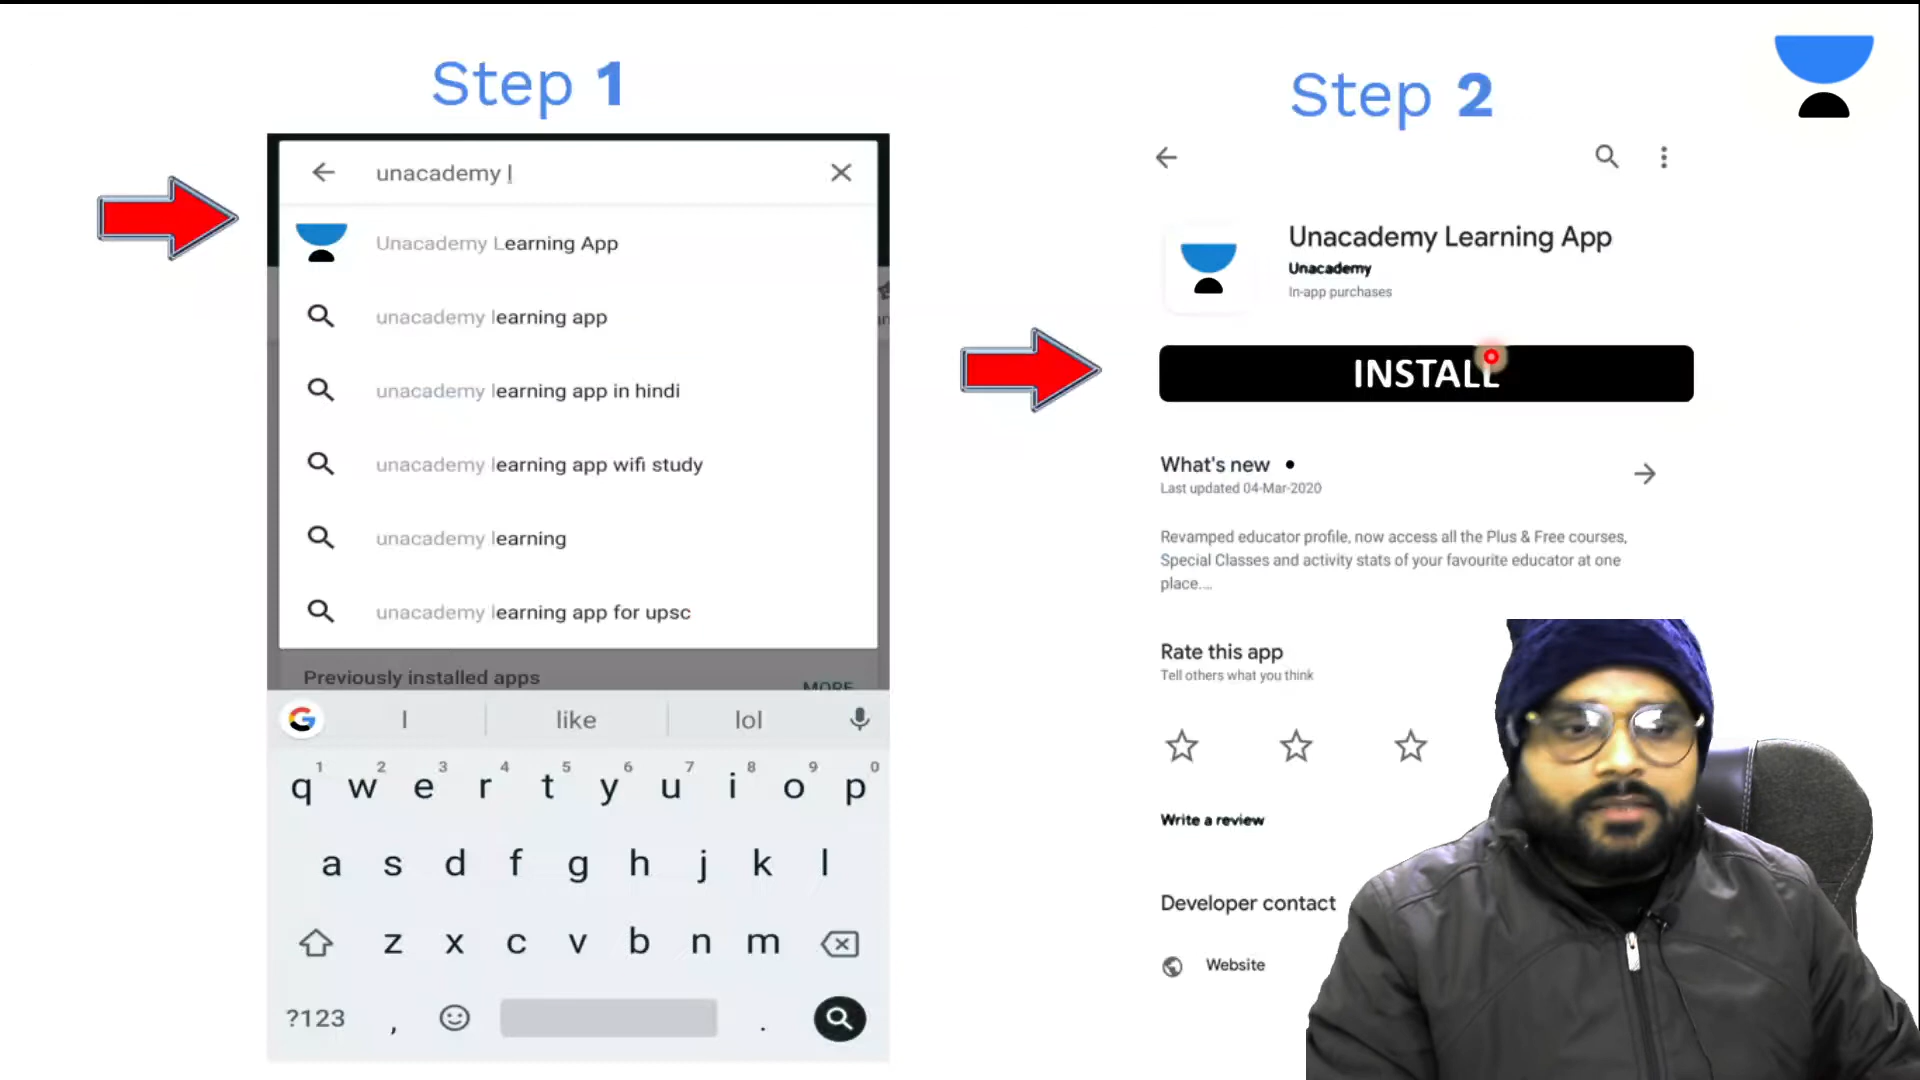 Step 1
unacademy l
Unacademy Learning App
unacademy learning app
unacademy learning app in hindi
unacademy learning app wifi study
unacademy learning
unacademy learning app for upsc
Previously installed apps
MORE
l like lol
1 2 3 4 5 6 7 8 9 0
q w e r t y u i o p
a s d f g h j k l
z x c v b n m
?123 , .
Step 2
Unacademy Learning App
Unacademy
In-app purchases
INSTALL
What's new •
Last updated 04-Mar-2020
Revamped educator profile, now access all the Plus & Free courses,
Special Classes and activity stats of your favourite educator at one
place....
Rate this app
Tell others what you think
Write a review
Developer contact
Website